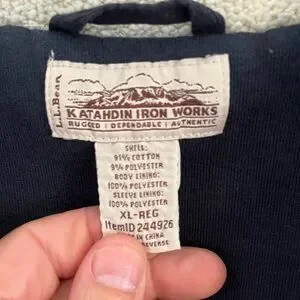 L.L.Bean
KATAHDIN IRON WORKS
RUGGED | DEPENDABLE | AUTHENTIC
SHELL:
91% COTTON
9% POLYESTER
BODY LINING:
100% POLYESTER
SLEEVE LINING:
100% POLYESTER
XL-REG
ItemID 244926
IN CHINA
REVERSE